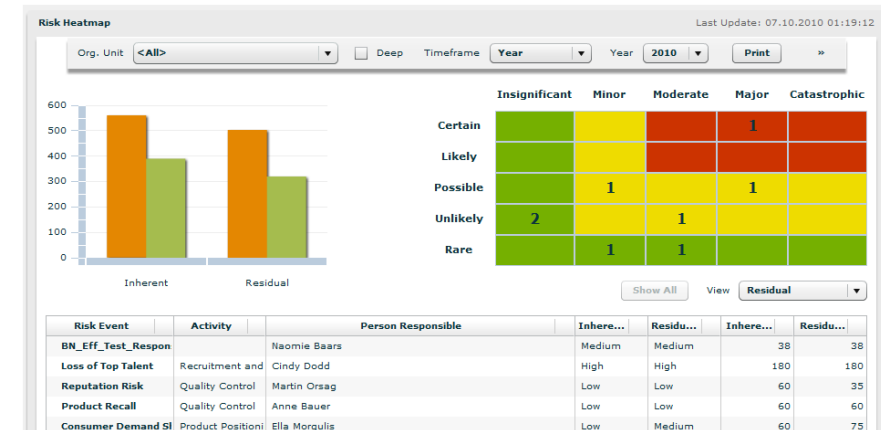 Risk Heatmap Last Update: 07.10.2010 01:19:12
Org. Unit <All> Deep Timeframe Year Year 2010 Print »
Insignificant Minor Moderate Major Catastrophic
600
500
400
300
200
100
0
Inherent Residual
Certain 1
Likely
Possible 1 1
Unlikely 2 1
Rare 1 1
Show All View Residual
Risk Event Activity Person Responsible Inhere... Residu... Inhere... Residu...
BN_Eff_Test_Respon Naomie Baars Medium Medium 38 38
Loss of Top Talent Recruitment and Cindy Dodd High High 180 180
Reputation Risk Quality Control Martin Orsag Low Low 60 35
Product Recall Quality Control Anne Bauer Low Low 60 60
Consumer Demand Sl Product Positioni Ella Morgulis Low Medium 60 75